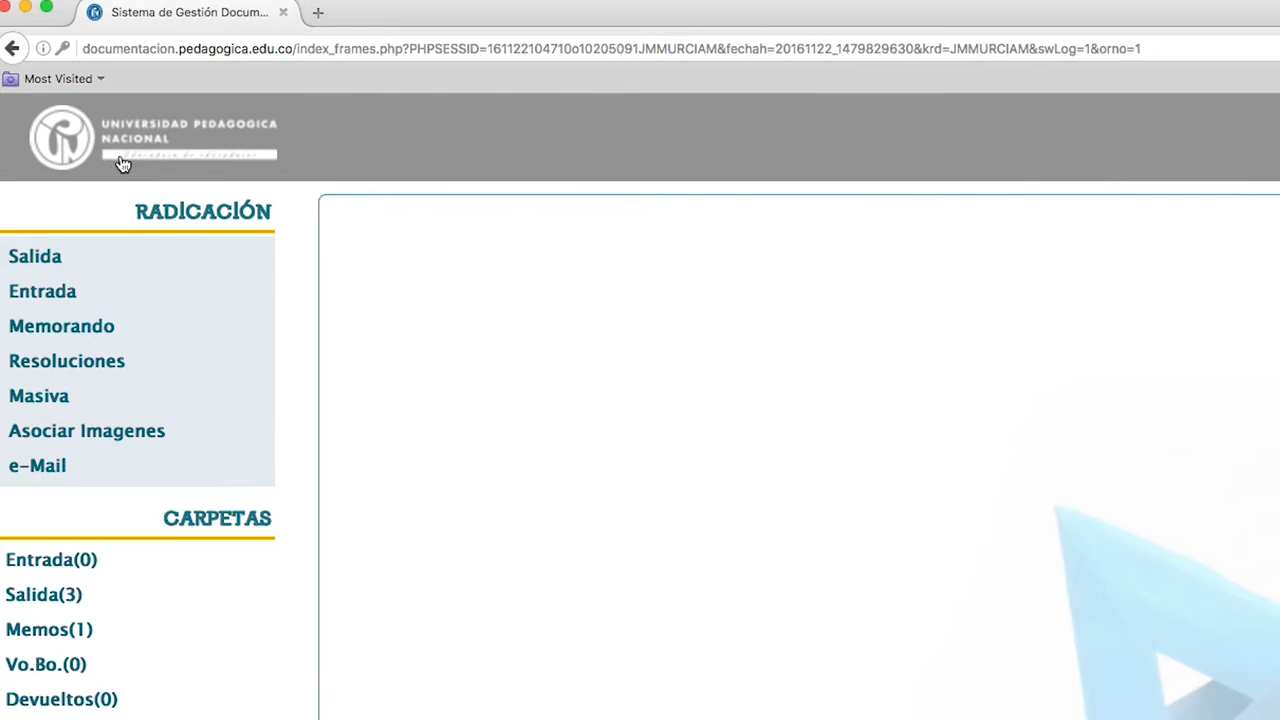 Sistema de Gestión Docum...
documentacion.pedagogica.edu.co/index_frames.php?PHPSESSID=161122104710o10205091JMMURCIAM&fechah=20161122_1479829630&krd=JMMURCIAM&swLog=1&orno=1
Most Visited
UNIVERSIDAD PEDAGOGICA
NACIONAL
RADICACIÓN
Salida
Entrada
Memorando
Resoluciones
Masiva
Asociar Imagenes
e-Mail
CARPETAS
Entrada(0)
Salida(3)
Memos(1)
Vo.Bo.(0)
Devueltos(0)